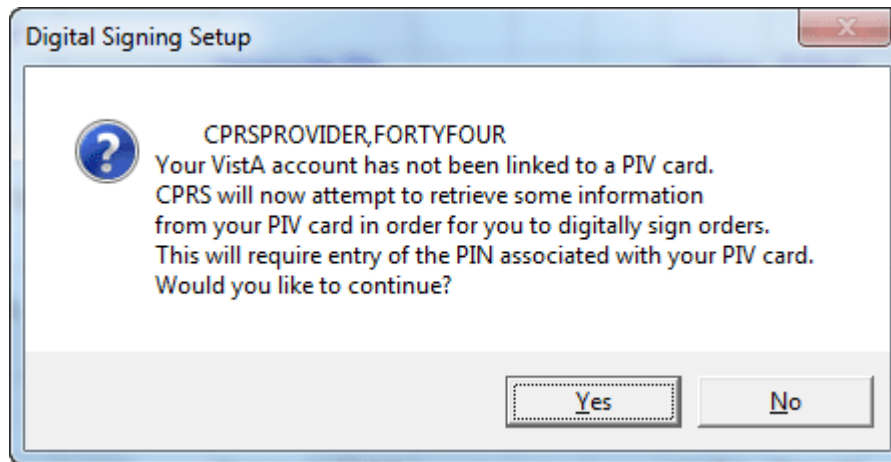 Digital Signing Setup
CPRSPROVIDER,FORTYFOUR
Your VistA account has not been linked to a PIV card.
CPRS will now attempt to retrieve some information
from your PIV card in order for you to digitally sign orders.
This will require entry of the PIN associated with your PIV card.
Would you like to continue?
Yes
No